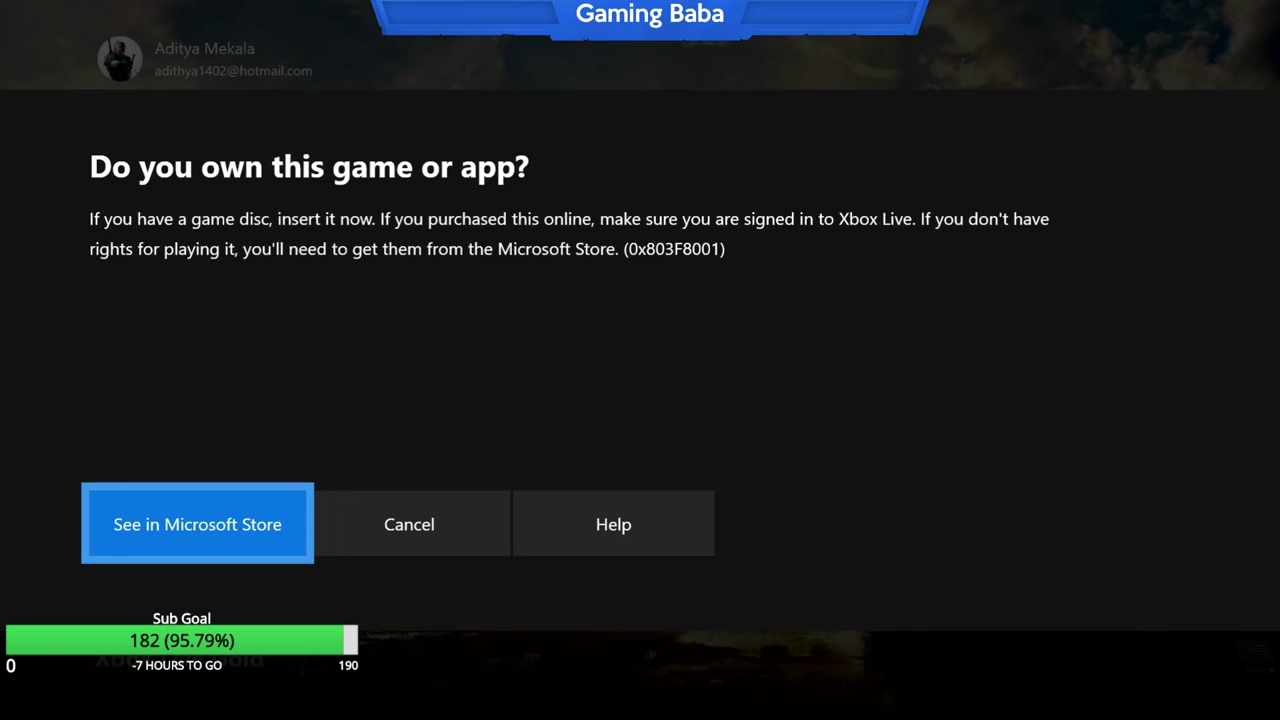 Gaming Baba
Aditya Mekala
adithya1402@hotmail.com
Do you own this game or app?
If you have a game disc, insert it now. If you purchased this online, make sure you are signed in to Xbox Live. If you don't have
rights for playing it, you'll need to get them from the Microsoft Store. (0x803F8001)
See in Microsoft Store
Cancel
Help
Sub Goal
182 (95.79%)
0
-7 HOURS TO GO
190